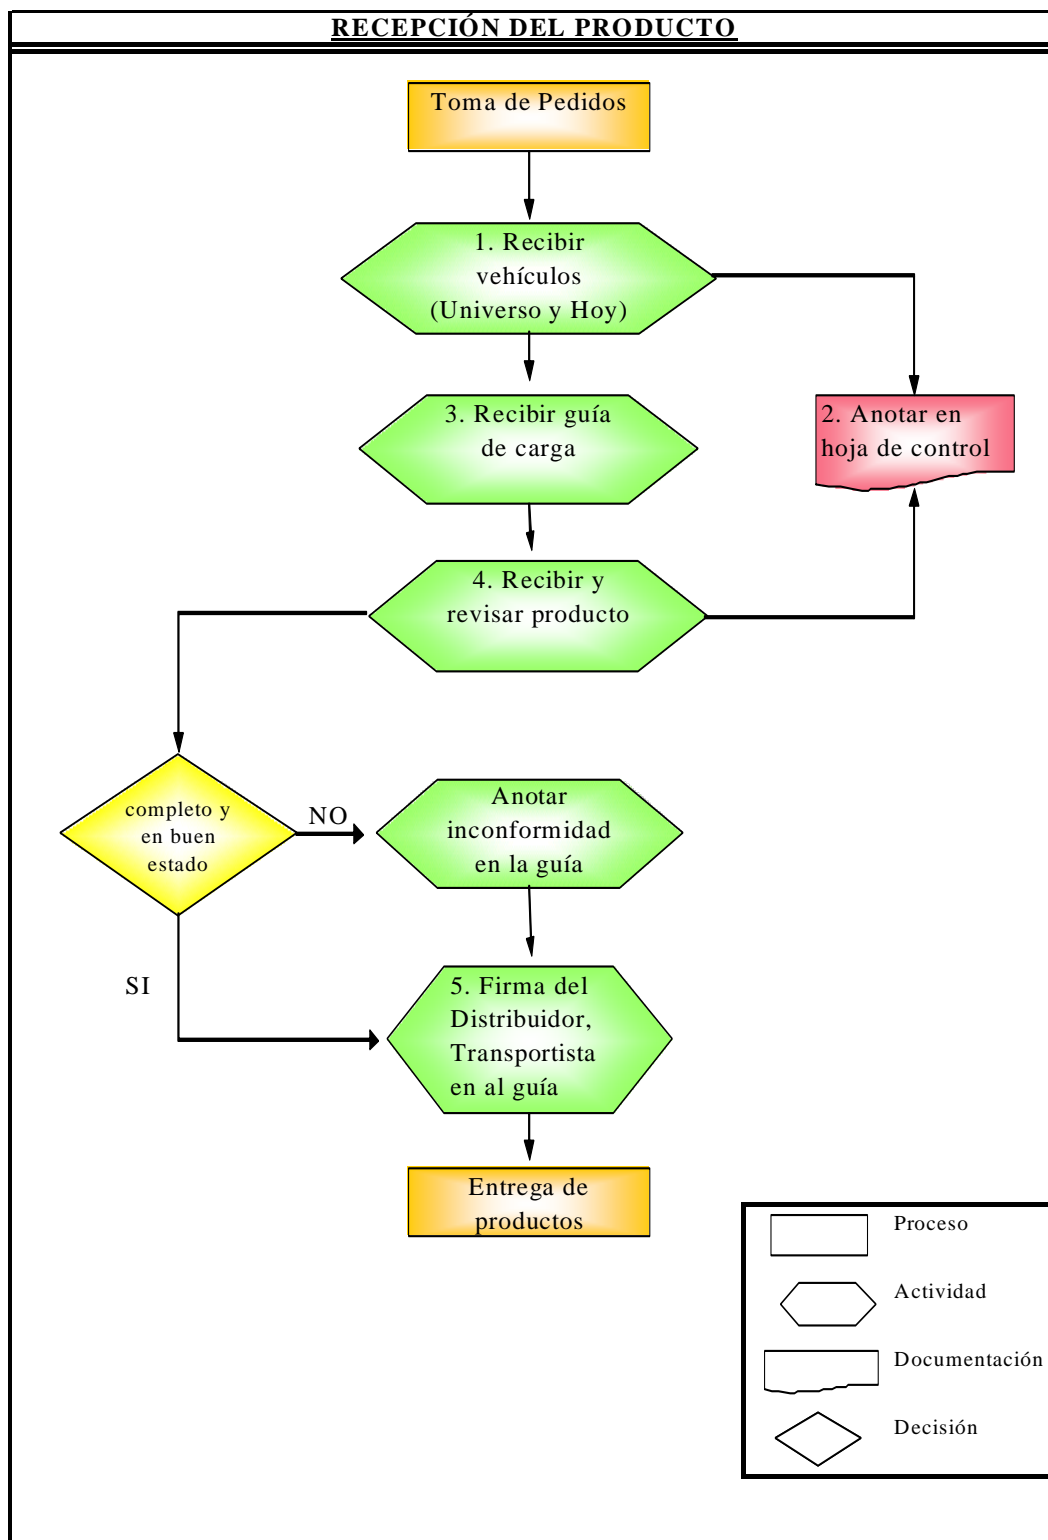 RECEPCIÓN DEL PRODUCTO
Toma de Pedidos
1. Recibir
vehículos
(Universo y Hoy)
3. Recibir guía
de carga
2. Anotar en
hoja de control
4. Recibir y
revisar producto
completo y
en buen
estado
NO
Anotar
inconformidad
en la guía
SI
5. Firma del
Distribuidor,
Transportista
en al guía
Entrega de
productos
Proceso
Actividad
Documentación
Decisión